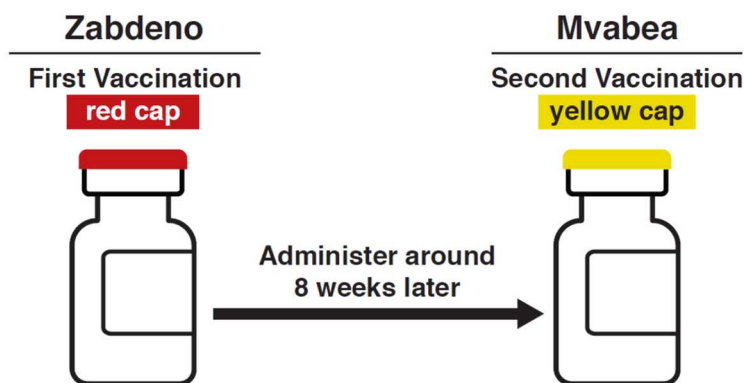 Zabdeno
First Vaccination
red cap
Mvabea
Second Vaccination
yellow cap
Administer around
8 weeks later